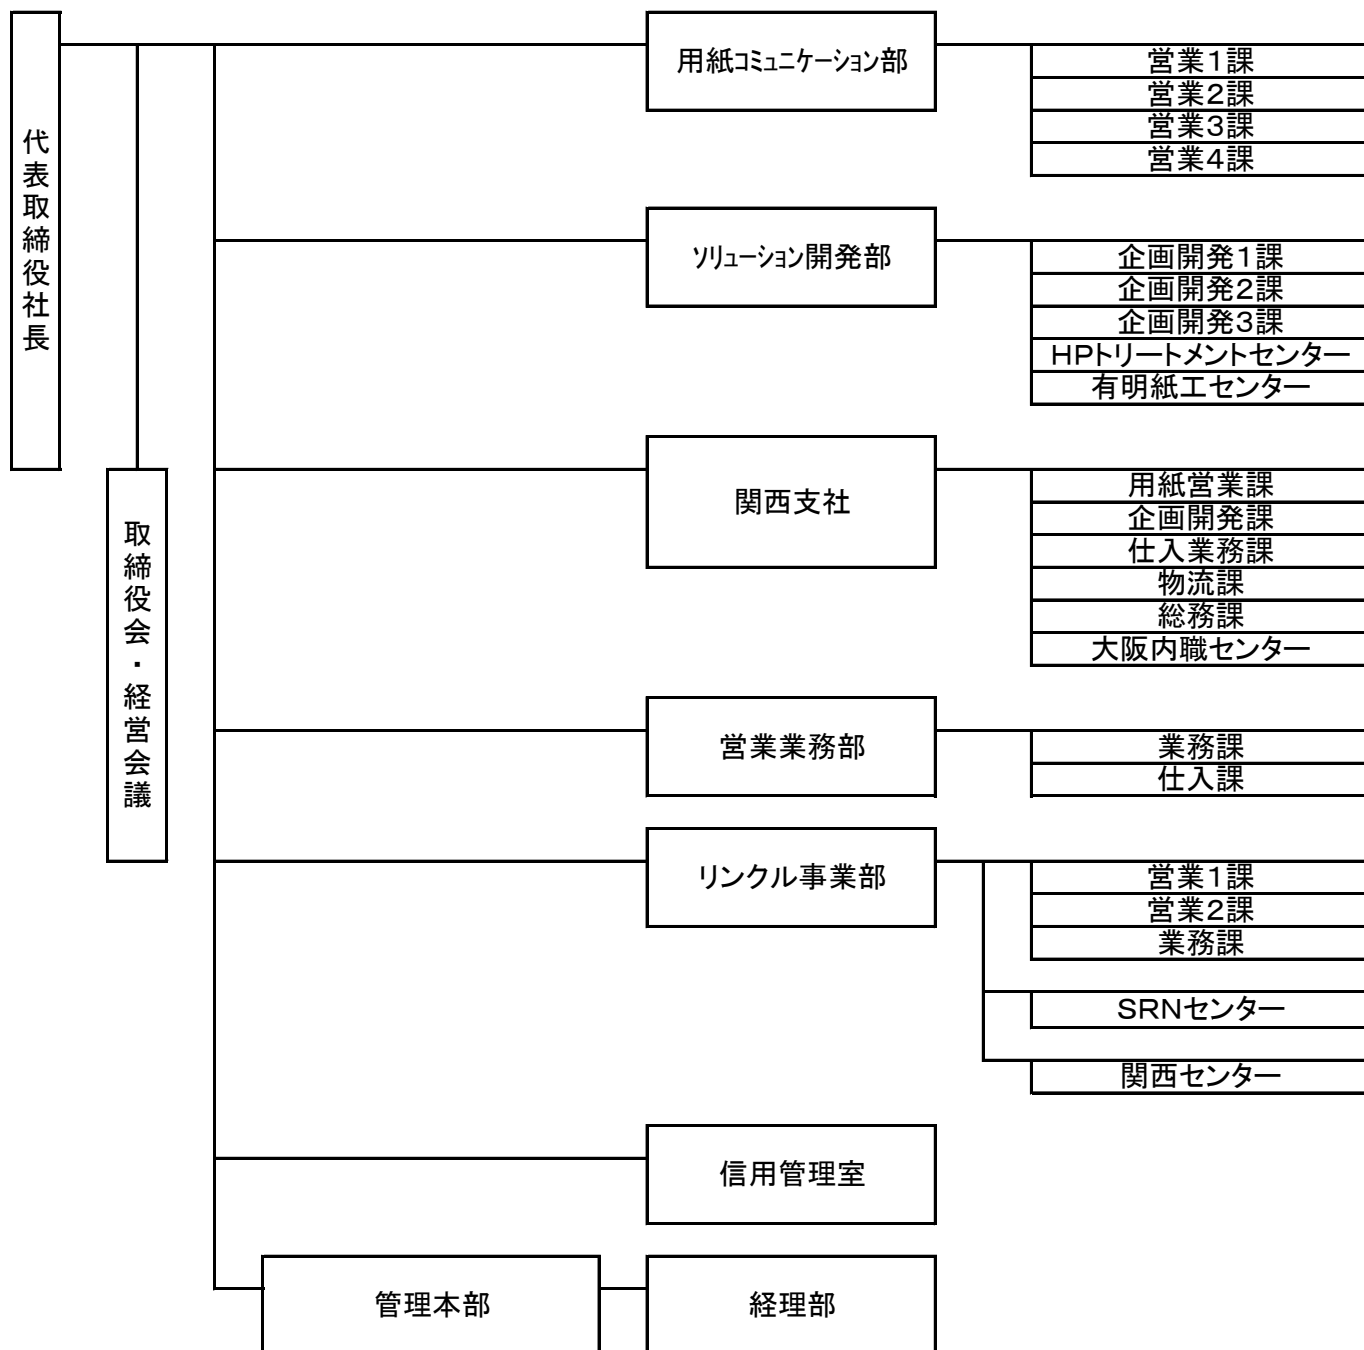 代表取締役社長
取締役会・経営会議
用紙コミュニケーション部
営業1課
営業2課
営業3課
営業4課
ソリューション開発部
企画開発1課
企画開発2課
企画開発3課
HPトリートメントセンター
有明紙工センター
関西支社
用紙営業課
企画開発課
仕入業務課
物流課
総務課
大阪内職センター
営業業務部
業務課
仕入課
リンクル事業部
営業1課
営業2課
業務課
SRNセンター
関西センター
信用管理室
管理本部
経理部